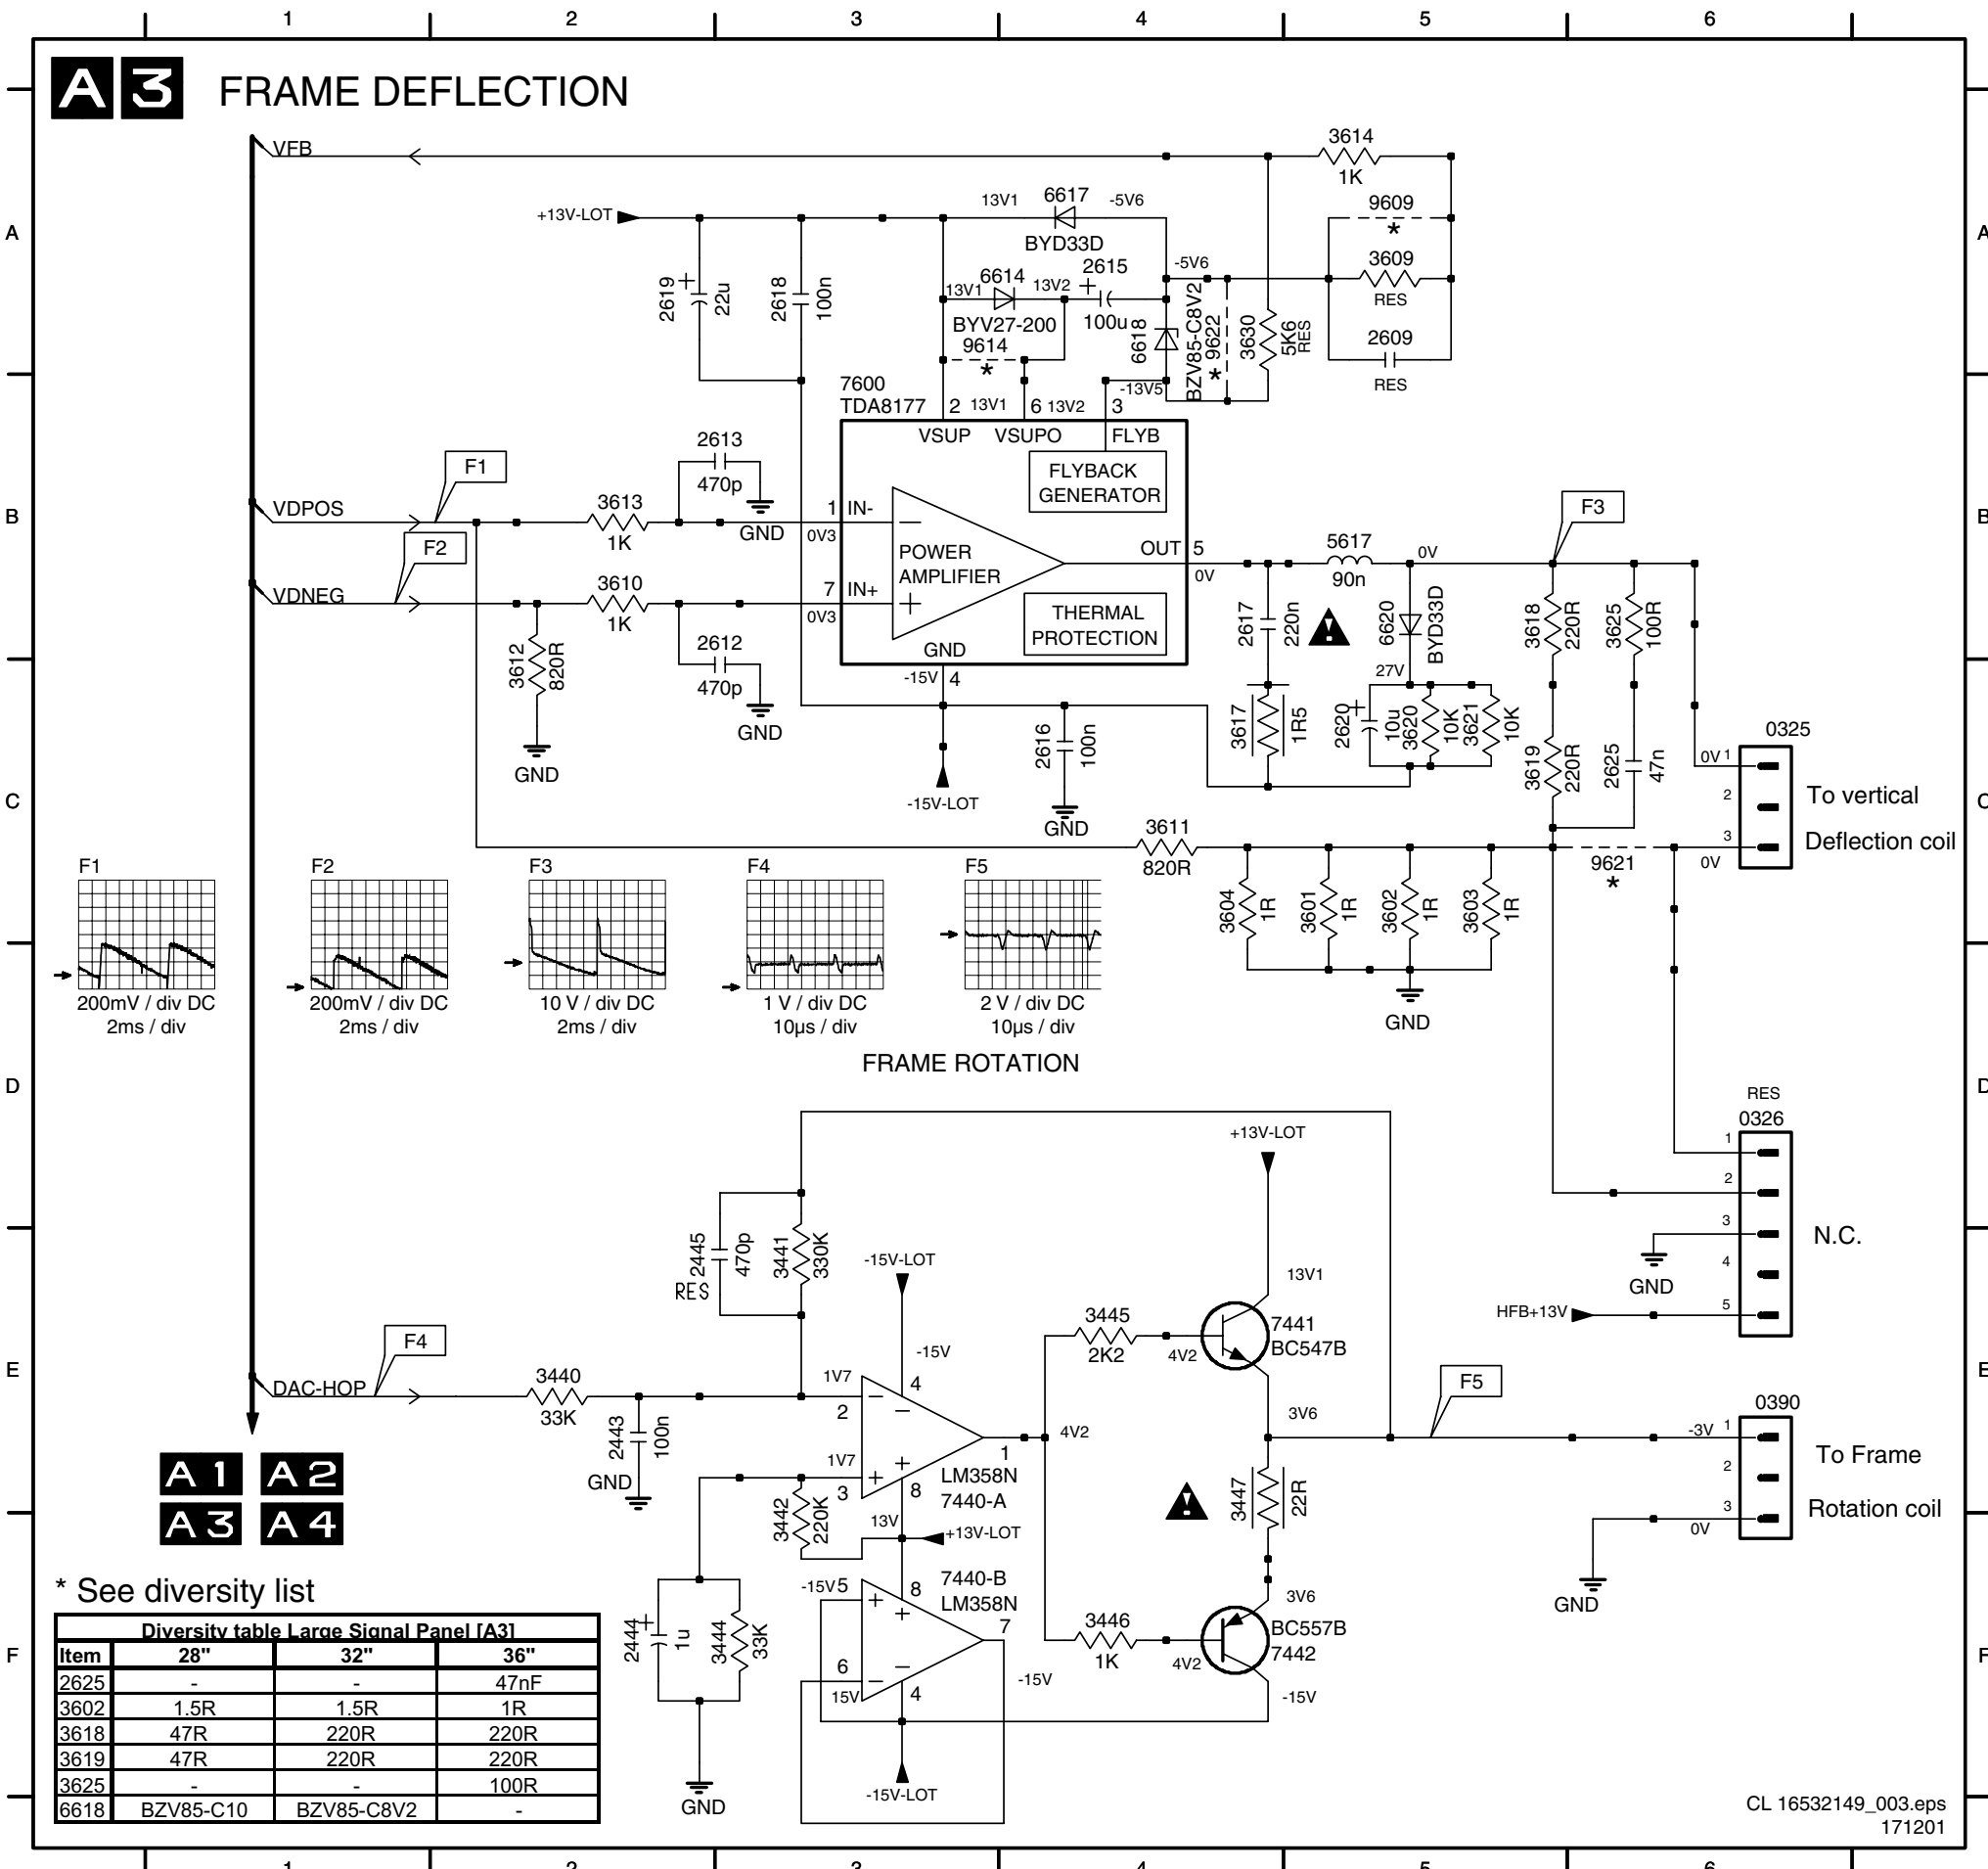 1 2 3 4 5 6
A3 FRAME DEFLECTION
VFB
3614
1K
9609
*
3609
RES
2609
RES
+13V-LOT
13V1
6617
-5V6
BYD33D
A
A
2619
22u
2618
100n
13V1
6614
13V2
2615
-5V6
BYV27-200
100u
9614
*
6618
BZV85-C8V2
9622
*
3630
5K6
RES
-13V5
7600
TDA8177
2
13V1
6
13V2
3
VSUP
VSUPO
FLYB
FLYBACK
GENERATOR
B
B
F1
VDPOS
3613
1K
2613
470p
GND
1
IN-
0V3
F2
VDNEG
3610
1K
7
IN+
0V3
POWER
AMPLIFIER
THERMAL
PROTECTION
GND
-15V
4
OUT
5
0V
3612
820R
GND
2612
470p
GND
5617
90n
0V
F3
2617
220n
6620
BYD33D
27V
3618
220R
3625
100R
3617
1R5
2620
10u
3620
10K
3621
10K
3619
220R
2625
47n
2616
100n
GND
-15V-LOT
C
C
0325
0V
1
2
3
0V
To vertical
Deflection coil
3611
820R
9621
*
3604
1R
3601
1R
3602
1R
3603
1R
GND
F1
200mV / div DC
2ms / div
F2
200mV / div DC
2ms / div
F3
10 V / div DC
2ms / div
F4
1 V / div DC
10µs / div
F5
2 V / div DC
10µs / div
FRAME ROTATION
D
D
RES
0326
1
2
3
4
5
N.C.
GND
HFB+13V
+13V-LOT
2445
470p
RES
3441
330K
-15V-LOT
-15V
13V1
7441
BC547B
3445
2K2
4V2
E
E
F4
DAC-HOP
3440
33K
2443
100n
GND
1V7
2
4
1V7
3
8
1
4V2
LM358N
7440-A
3V6
F5
0390
-3V
1
2
3
0V
To Frame
Rotation coil
GND
3442
220K
13V
+13V-LOT
3447
22R
A1 A2
A3 A4
-15V
5
8
7440-B
LM358N
7
6
15V
4
-15V
-15V-LOT
3446
1K
4V2
3V6
BC557B
7442
-15V
2444
1u
3444
33K
GND
F
F
* See diversity list
Diversity table Large Signal Panel [A3]
Item 28" 32" 36"
2625 - - 47nF
3602 1.5R 1.5R 1R
3618 47R 220R 220R
3619 47R 220R 220R
3625 - - 100R
6618 BZV85-C10 BZV85-C8V2 -
CL 16532149_003.eps
171201
1 2 3 4 5 6